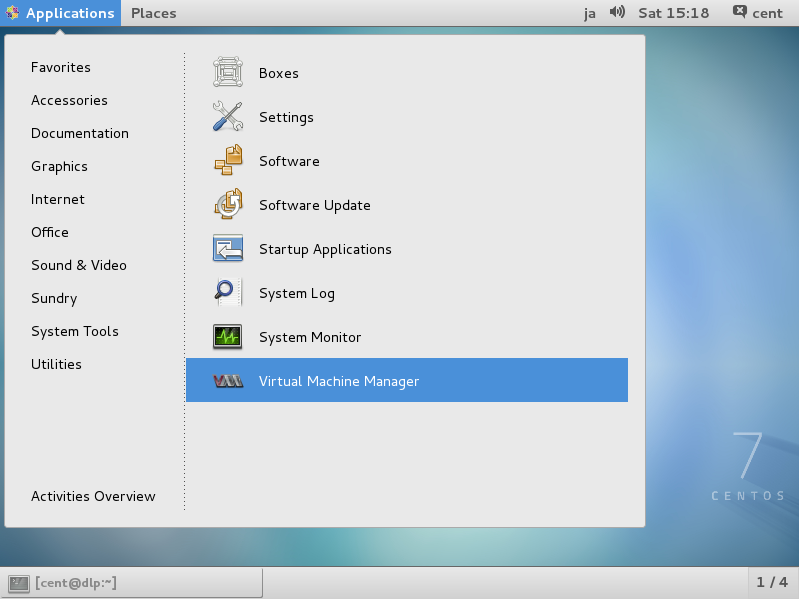 Applications Places ja Sat 15:18 cent
Favorites
Accessories
Documentation
Graphics
Internet
Office
Sound & Video
Sundry
System Tools
Utilities
Activities Overview
Boxes
Settings
Software
Software Update
Startup Applications
System Log
System Monitor
Virtual Machine Manager
7
CENTOS
[cent@dlp:~]
1 / 4